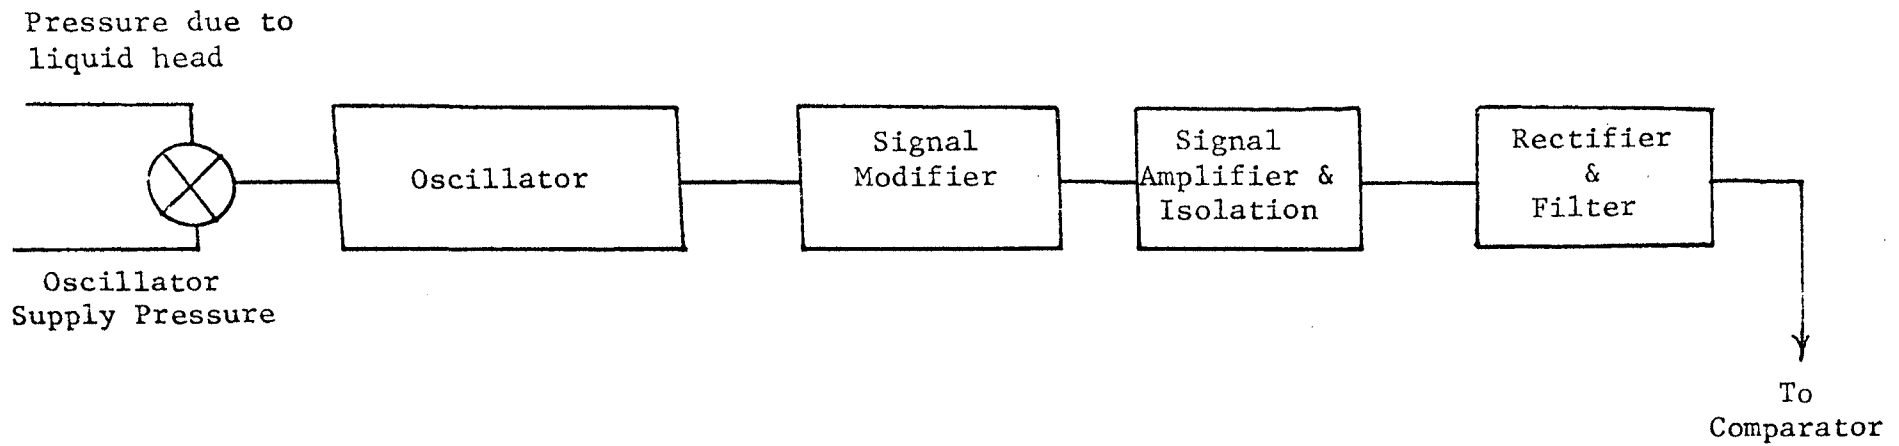 Pressure due to
liquid head
Oscillator
Supply Pressure
Oscillator
Signal
Modifier
Signal
Amplifier &
Isolation
Rectifier
&
Filter
To
Comparator